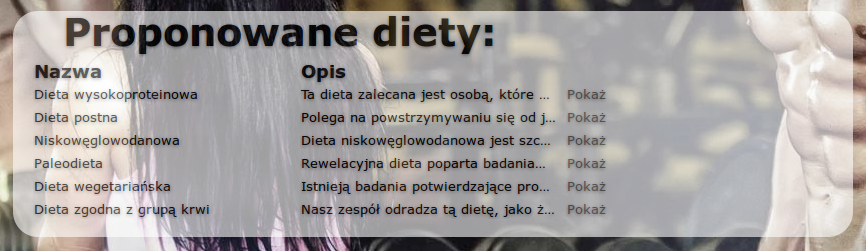 Proponowane diety:
Nazwa Opis
Dieta wysokoproteinowa Ta dieta zalecana jest osobą, które ... Pokaż
Dieta postna Polega na powstrzymywaniu się od j... Pokaż
Niskowęglowodanowa Dieta niskowęglowodanowa jest szc... Pokaż
Paleodieta Rewelacyjna dieta poparta badania... Pokaż
Dieta wegetariańska Istnieją badania potwierdzające pro... Pokaż
Dieta zgodna z grupą krwi Nasz zespół odradza tą dietę, jako ż... Pokaż